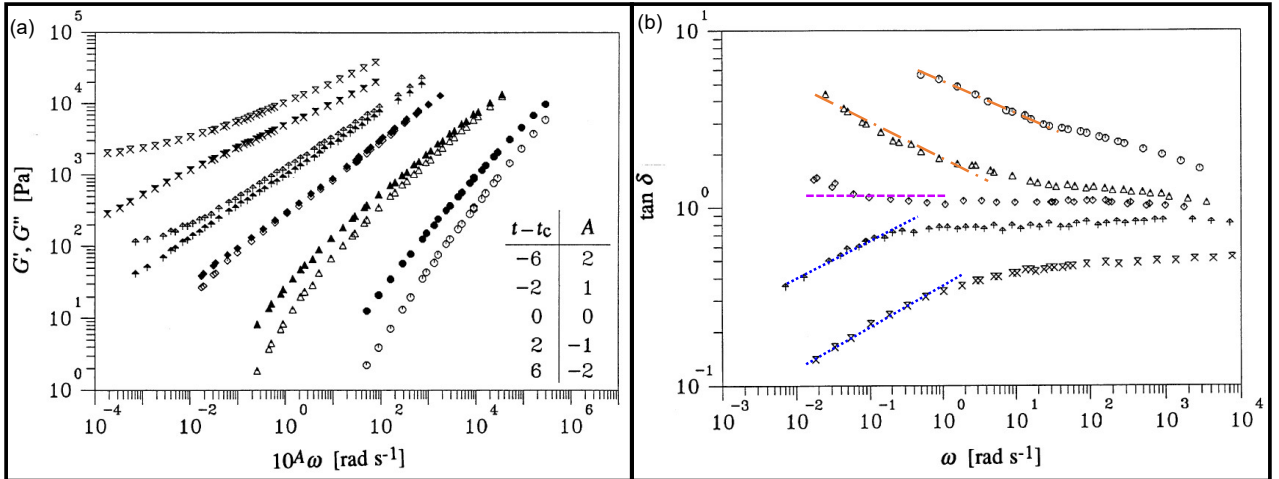 (a)
10^5
10^4
10^3
10^2
10^1
10^0
G', G'' [Pa]
t-t_c A
-6 2
-2 1
0 0
2 -1
6 -2
10^-4 10^-2 10^0 10^2 10^4 10^6
10^A ω [rad s^-1]
(b)
10^1
10^0
10^-1
tan δ
10^-3 10^-2 10^-1 10^0 10^1 10^2 10^3 10^4
ω [rad s^-1]